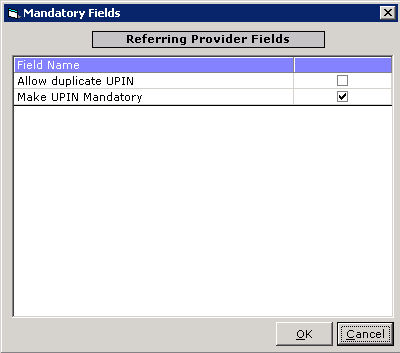 Mandatory Fields
Referring Provider Fields
Field Name
Allow duplicate UPIN
Make UPIN Mandatory
OK
Cancel